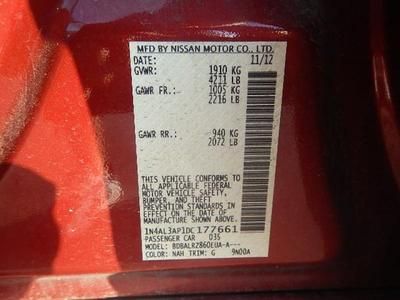 MFD BY NISSAN MOTOR CO., LTD.
DATE: 11/12
GVWR: 1910 KG
4211 LB
GAWR FR.: 1005 KG
2216 LB
GAWR RR.: 940 KG
2072 LB
THIS VEHICLE CONFORMS TO
ALL APPLICABLE FEDERAL
MOTOR VEHICLE SAFETY,
BUMPER, AND THEFT
PREVENTION STANDARDS IN
EFFECT ON THE DATE OF
MANUFACTURE SHOWN ABOVE.
1N4AL3AP1DC177661
PASSENGER CAR 035
MODEL: BDBALR2860EUA-A---
COLOR: NAH TRIM: G 9N00A